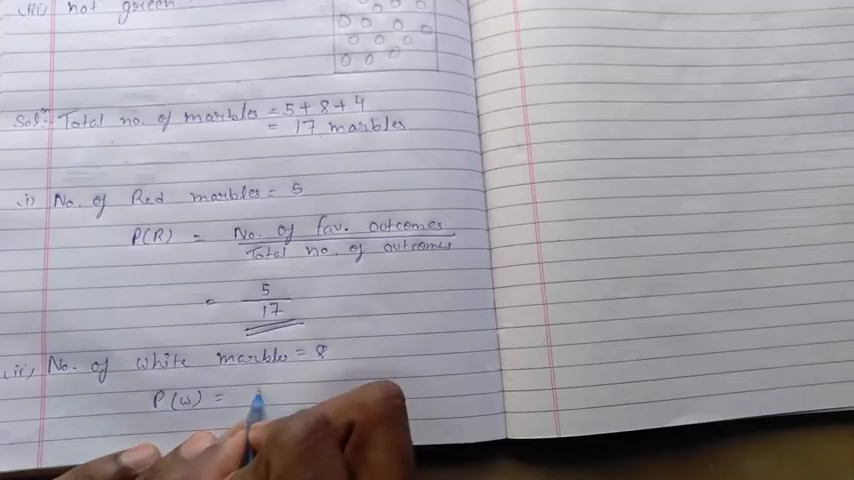 iii) not green
Sol:n Total no. of marbles = 5 + 8 + 4
= 17 marbles
i) No. of Red marbles = 5
P(R) = No. of fav. outcomes
Total no. of outcomes
= 5
17
ii) No. of white marbles = 8
P(w) =